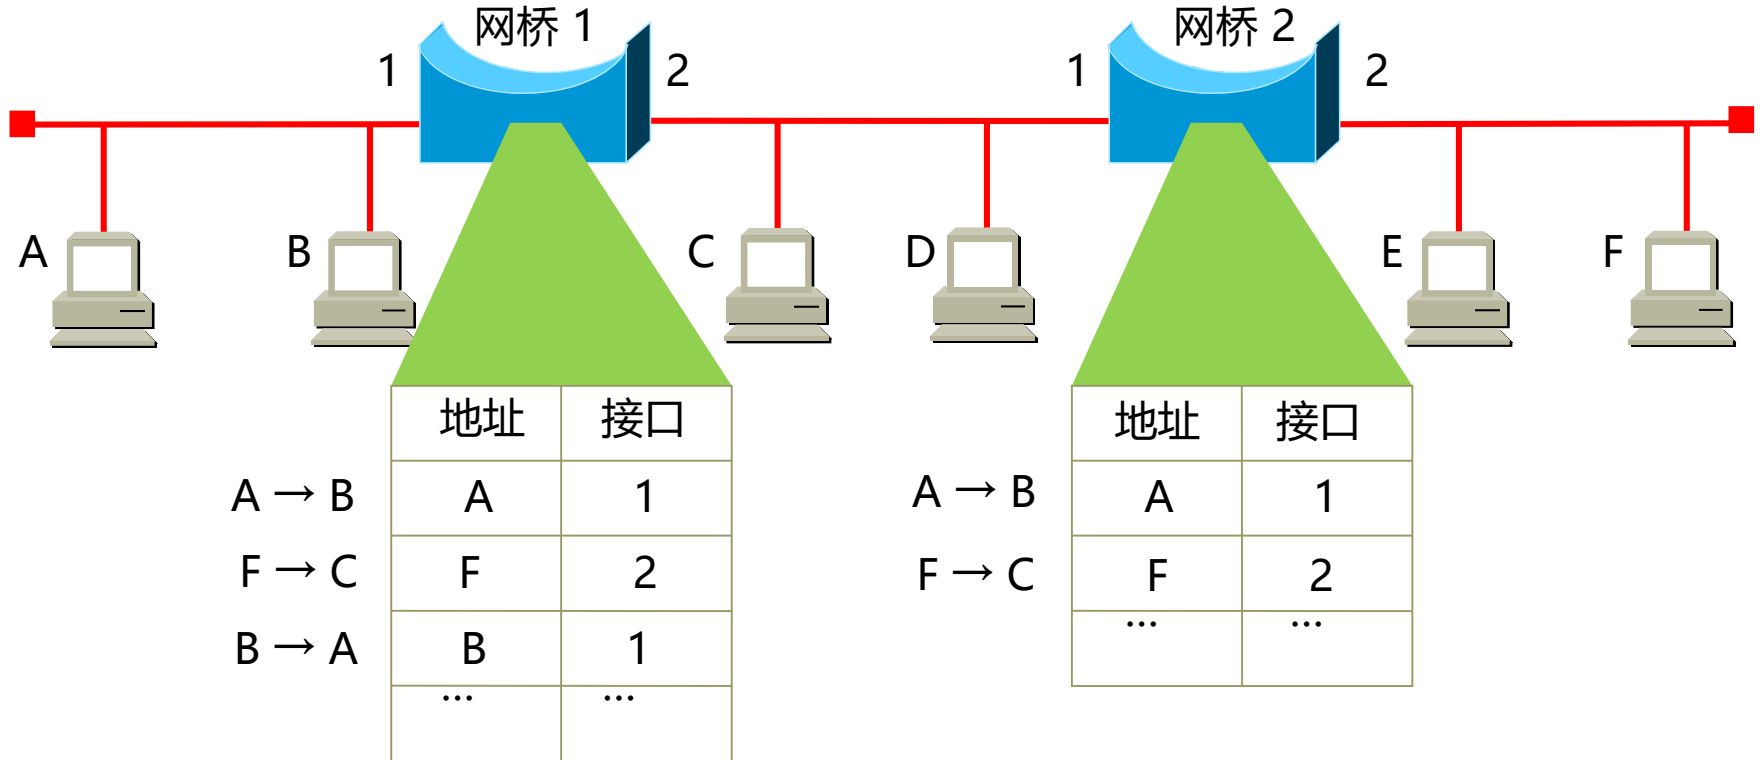 网桥 1
网桥 2
1
2
1
2
A
B
C
D
E
F
地址 接口
A → B A 1
F → C F 2
B → A B 1
... ...
地址 接口
A → B A 1
F → C F 2
... ...